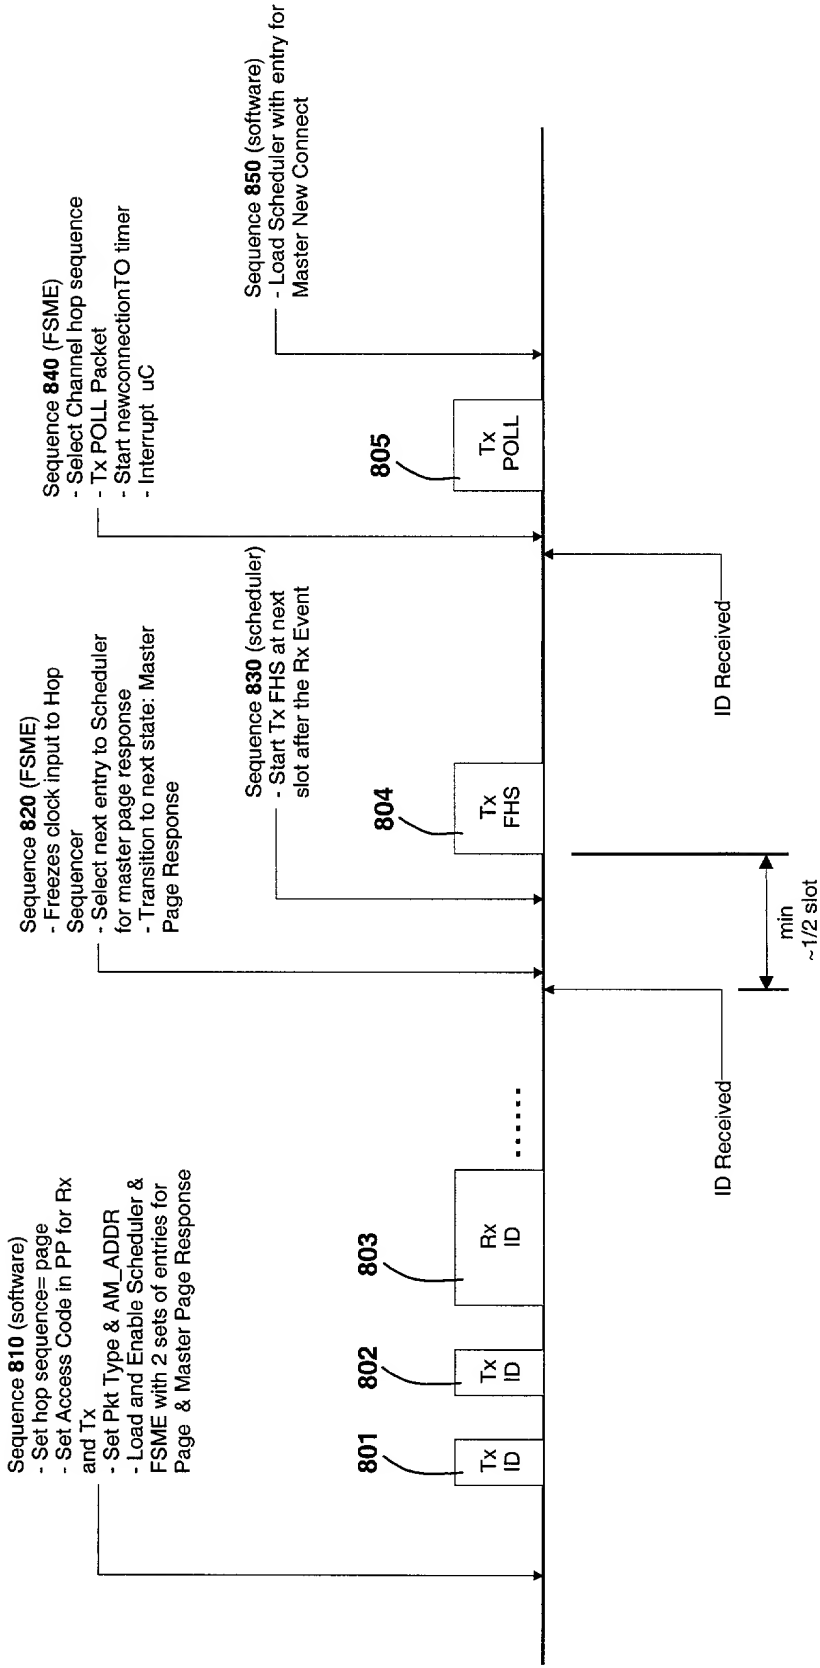 Sequence 810 (software)
- Set hop sequence= page
- Set Access Code in PP for Rx
and Tx
- Set Pkt Type & AM_ADDR
- Load and Enable Scheduler &
FSME with 2 sets of entries for
Page & Master Page Response
Sequence 820 (FSME)
- Freezes clock input to Hop
Sequencer
- Select next entry to Scheduler
for master page response
- Transition to next state: Master
Page Response
Sequence 830 (scheduler)
- Start Tx FHS at next
slot after the Rx Event
Sequence 840 (FSME)
- Select Channel hop sequence
- Tx POLL Packet
- Start newconnectionTO timer
- Interrupt uC
Sequence 850 (software)
- Load Scheduler with entry for
Master New Connect
801
Tx
ID
802
Tx
ID
803
Rx
ID
......
804
Tx
FHS
805
Tx
POLL
ID Received
min
~1/2 slot
ID Received